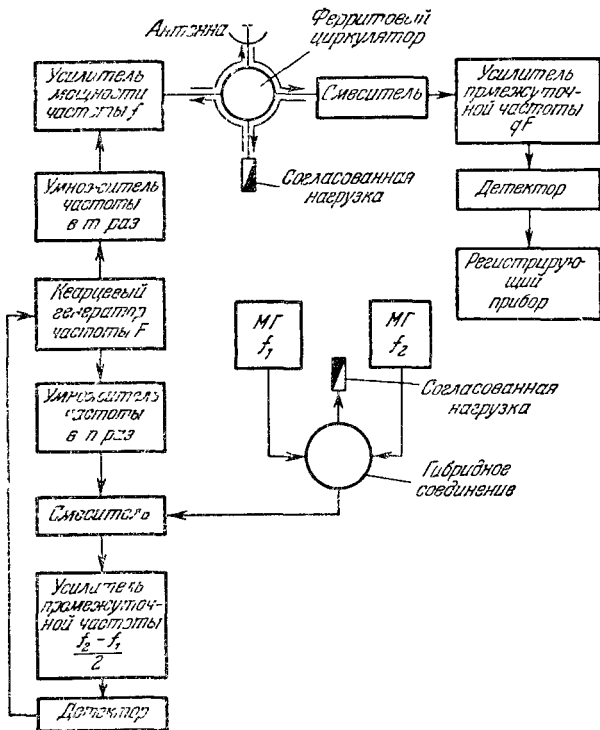 Антенна
Ферритовый
циркулятор
Усилитель
мощности
частоты f
Смеситель
Усилитель
промежуточ-
ной частоты
qF
Согласованная
нагрузка
Умножитель
частоты
в m раз
Детектор
Регистрирую-
щий
прибор
Кварцевый
генератор
частоты F
МГ
f₁
МГ
f₂
Согласованная
нагрузка
Умножитель
частоты
в n раз
Гибридное
соединение
Смеситель
Усилитель
промежуточ-
ной частоты
f₂ – f₁
2
Детектор